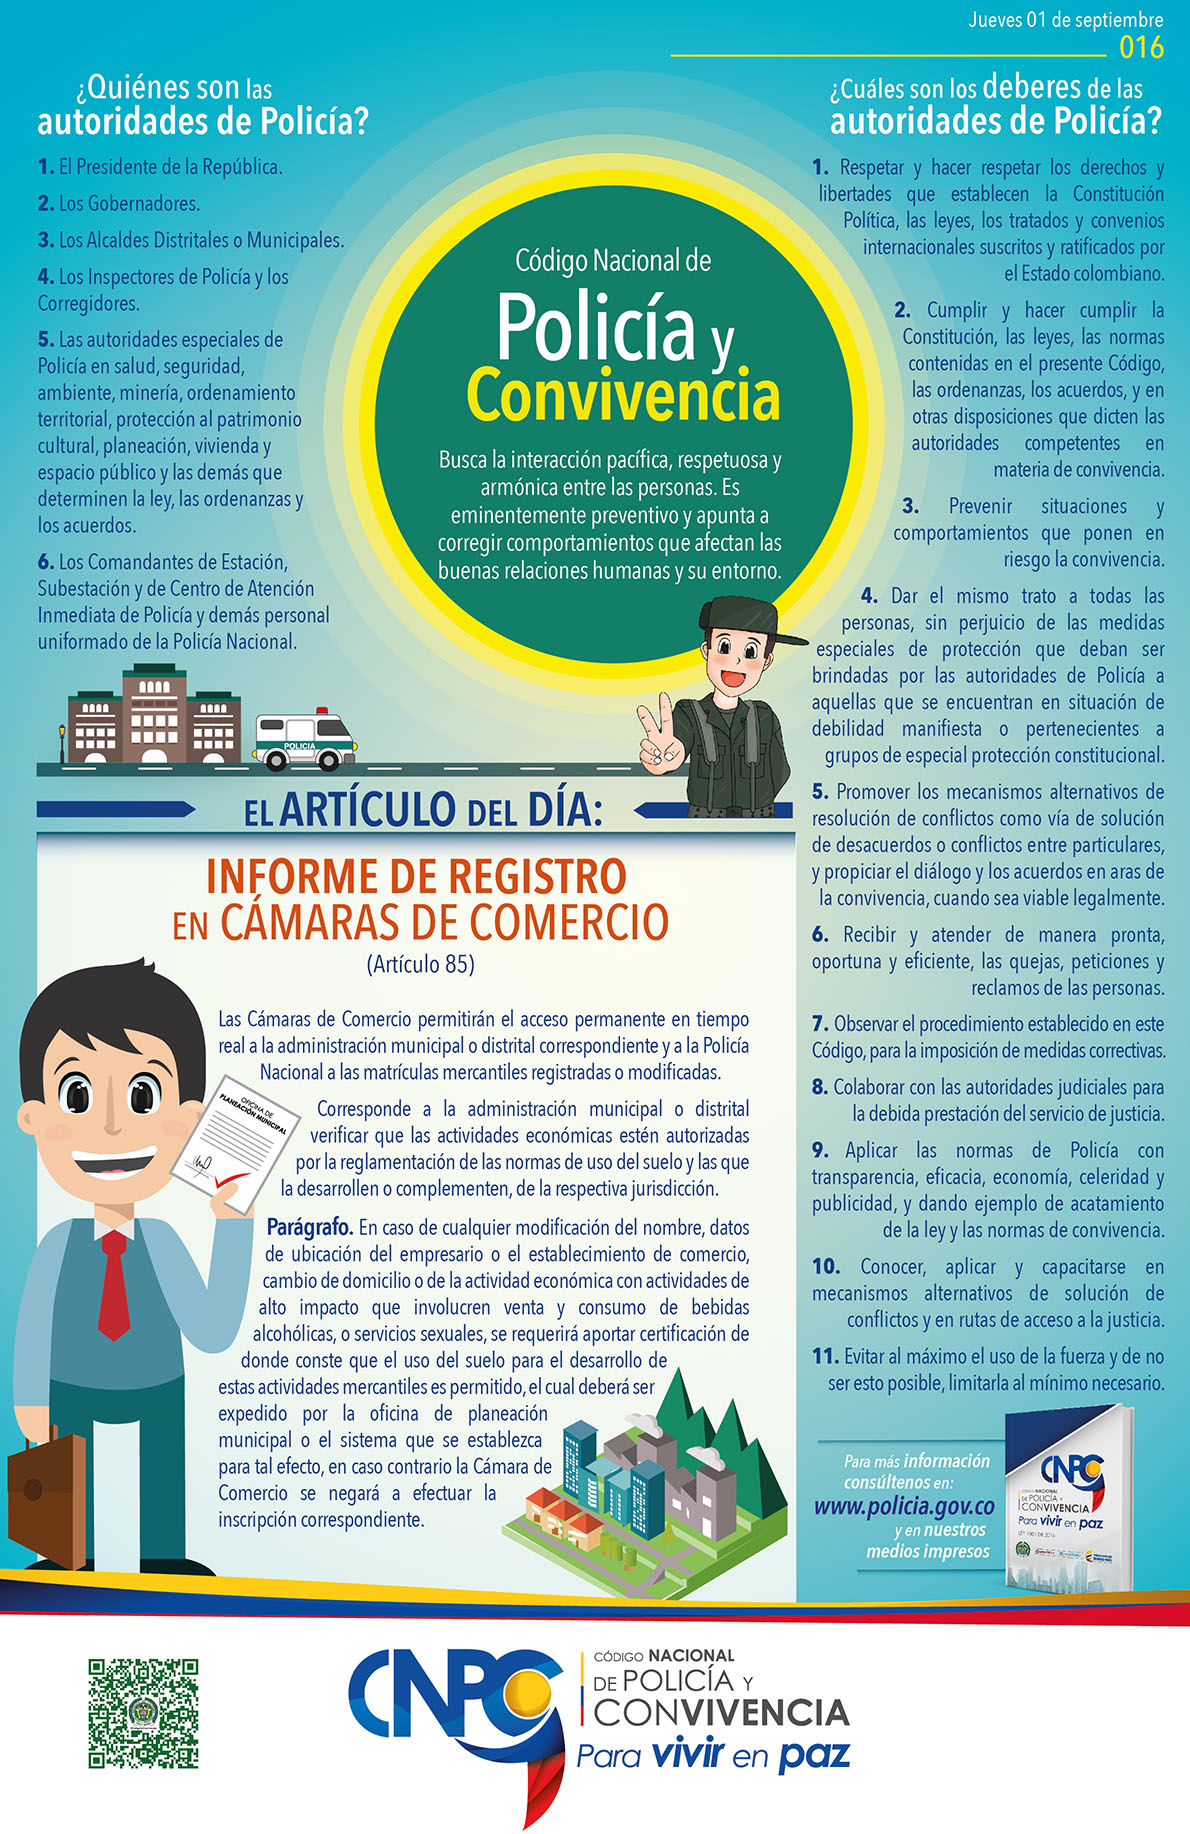 Jueves 01 de septiembre
016
¿Quiénes son las
autoridades de Policía?
1. El Presidente de la República.
2. Los Gobernadores.
3. Los Alcaldes Distritales o Municipales.
4. Los Inspectores de Policía y los
Corregidores.
5. Las autoridades especiales de
Policía en salud, seguridad,
ambiente, minería, ordenamiento
territorial, protección al patrimonio
cultural, planeación, vivienda y
espacio público y las demás que
determinen la ley, las ordenanzas y
los acuerdos.
6. Los Comandantes de Estación,
Subestación y de Centro de Atención
Inmediata de Policía y demás personal
uniformado de la Policía Nacional.
POLICIA
Código Nacional de
Policía y
Convivencia
Busca la interacción pacífica, respetuosa y
armónica entre las personas. Es
eminentemente preventivo y apunta a
corregir comportamientos que afectan las
buenas relaciones humanas y su entorno.
¿Cuáles son los deberes de las
autoridades de Policía?
1. Respetar y hacer respetar los derechos y
libertades que establecen la Constitución
Política, las leyes, los tratados y convenios
internacionales suscritos y ratificados por
el Estado colombiano.
2. Cumplir y hacer cumplir la
Constitución, las leyes, las normas
contenidas en el presente Código,
las ordenanzas, los acuerdos, y en
otras disposiciones que dicten las
autoridades competentes en
materia de convivencia.
3. Prevenir situaciones y
comportamientos que ponen en
riesgo la convivencia.
4. Dar el mismo trato a todas las
personas, sin perjuicio de las medidas
especiales de protección que deban ser
brindadas por las autoridades de Policía a
aquellas que se encuentran en situación de
debilidad manifiesta o pertenecientes a
grupos de especial protección constitucional.
5. Promover los mecanismos alternativos de
resolución de conflictos como vía de solución
de desacuerdos o conflictos entre particulares,
y propiciar el diálogo y los acuerdos en aras de
la convivencia, cuando sea viable legalmente.
6. Recibir y atender de manera pronta,
oportuna y eficiente, las quejas, peticiones y
reclamos de las personas.
7. Observar el procedimiento establecido en este
Código, para la imposición de medidas correctivas.
8. Colaborar con las autoridades judiciales para
la debida prestación del servicio de justicia.
9. Aplicar las normas de Policía con
transparencia, eficacia, economía, celeridad y
publicidad, y dando ejemplo de acatamiento
de la ley y las normas de convivencia.
10. Conocer, aplicar y capacitarse en
mecanismos alternativos de solución de
conflictos y en rutas de acceso a la justicia.
11. Evitar al máximo el uso de la fuerza y de no
ser esto posible, limitarla al mínimo necesario.
EL ARTÍCULO DEL DÍA:
INFORME DE REGISTRO
EN CÁMARAS DE COMERCIO
(Artículo 85)
Las Cámaras de Comercio permitirán el acceso permanente en tiempo
real a la administración municipal o distrital correspondiente y a la Policía
Nacional a las matrículas mercantiles registradas o modificadas.
Corresponde a la administración municipal o distrital
verificar que las actividades económicas estén autorizadas
por la reglamentación de las normas de uso del suelo y las que
la desarrollen o complementen, de la respectiva jurisdicción.
Parágrafo. En caso de cualquier modificación del nombre, datos
de ubicación del empresario o el establecimiento de comercio,
cambio de domicilio o de la actividad económica con actividades de
alto impacto que involucren venta y consumo de bebidas
alcohólicas, o servicios sexuales, se requerirá aportar certificación de
donde conste que el uso del suelo para el desarrollo de
estas actividades mercantiles es permitido, el cual deberá ser
expedido por la oficina de planeación
municipal o el sistema que se establezca
para tal efecto, en caso contrario la Cámara de
Comercio se negará a efectuar la
inscripción correspondiente.
OFICINA DE
PLANEACIÓN MUNICIPAL
Para más información
consúltenos en:
www.policia.gov.co
y en nuestros
medios impresos
CNPC
CÓDIGO NACIONAL
DE POLICÍA Y
CONVIVENCIA
Para vivir en paz
LEY 1801 DE 2016
CNPC
CÓDIGO NACIONAL
DE POLICÍA Y
CONVIVENCIA
Para vivir en paz